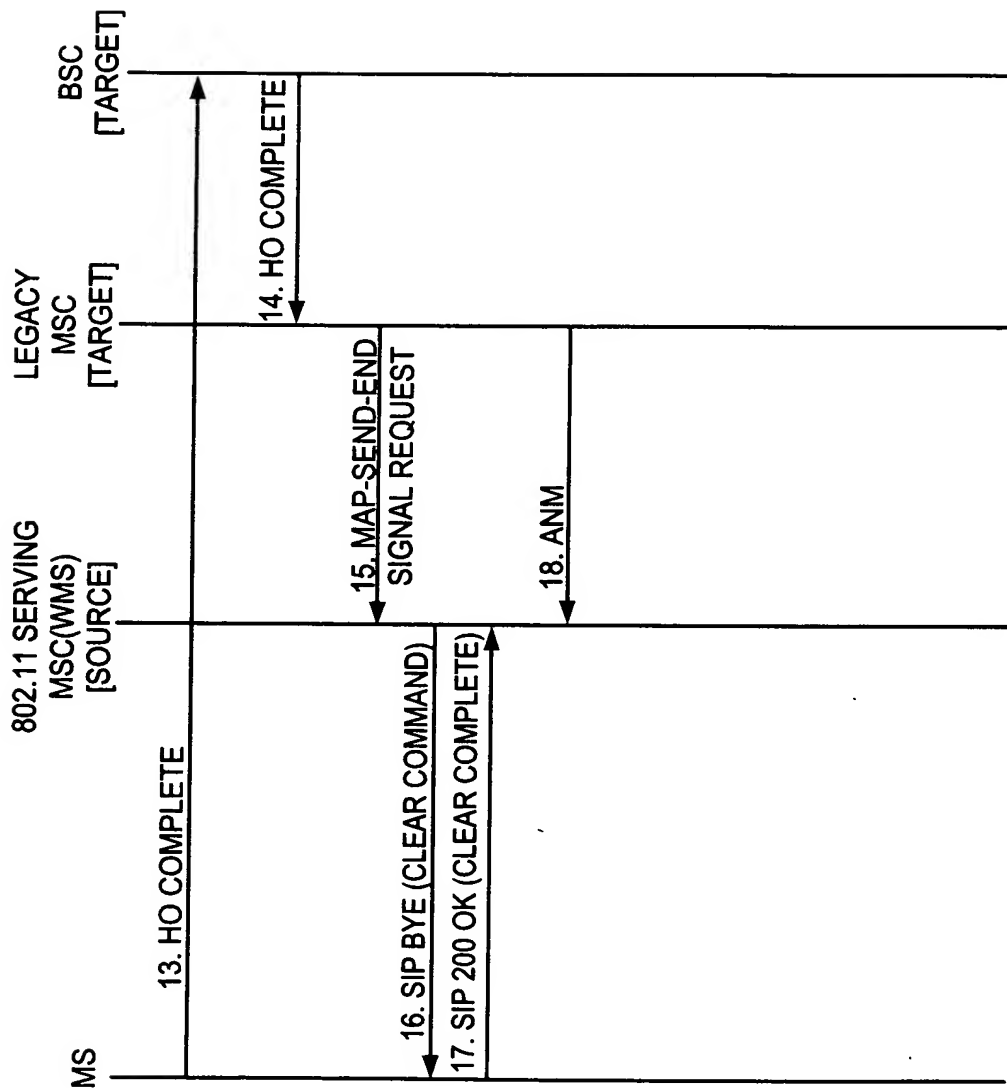 MS
802.11 SERVING
MSC(WMS)
[SOURCE]
LEGACY
MSC
[TARGET]
BSC
[TARGET]
13. HO COMPLETE
14. HO COMPLETE
15. MAP-SEND-END
SIGNAL REQUEST
16. SIP BYE (CLEAR COMMAND)
17. SIP 200 OK (CLEAR COMPLETE)
18. ANM